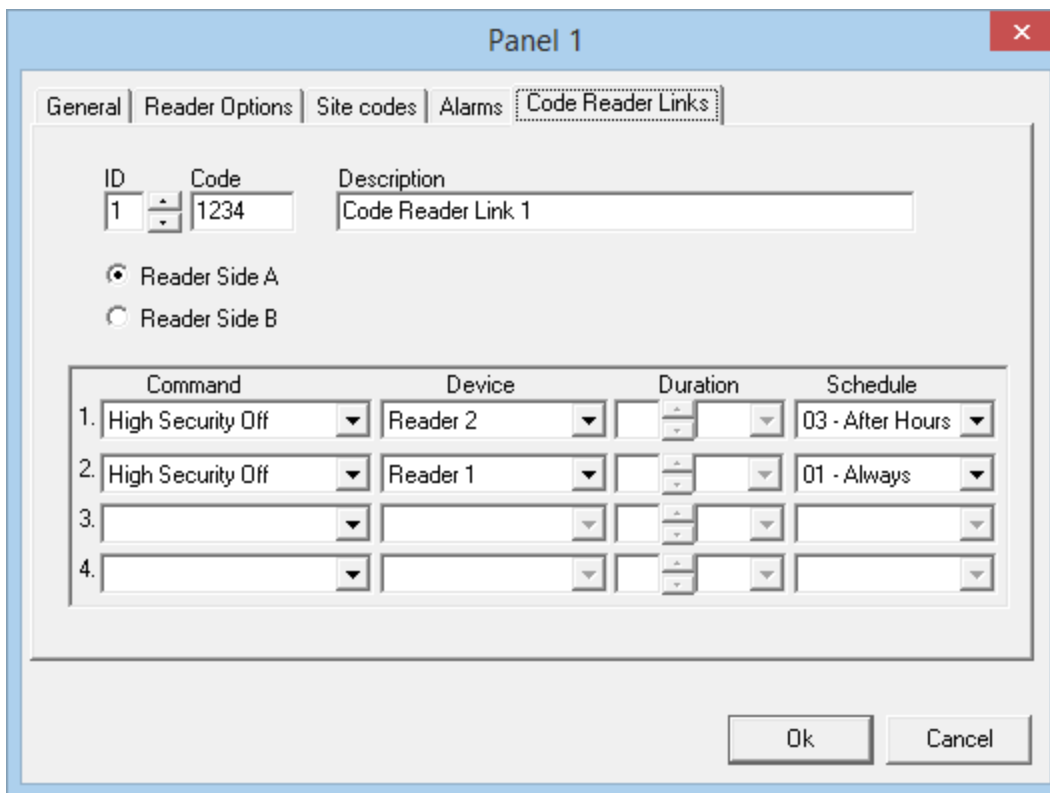 Panel 1
General Reader Options Site codes Alarms Code Reader Links
ID Code Description
1 1234 Code Reader Link 1
Reader Side A
Reader Side B
Command Device Duration Schedule
1. High Security Off Reader 2 03 - After Hours
2. High Security Off Reader 1 01 - Always
3.
4.
Ok Cancel